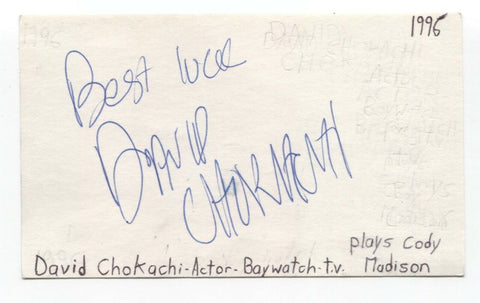 1996
Best luck
DAVID
CHOKACHI
plays Cody
David Chokachi-Actor-Baywatch-t.v. Madison